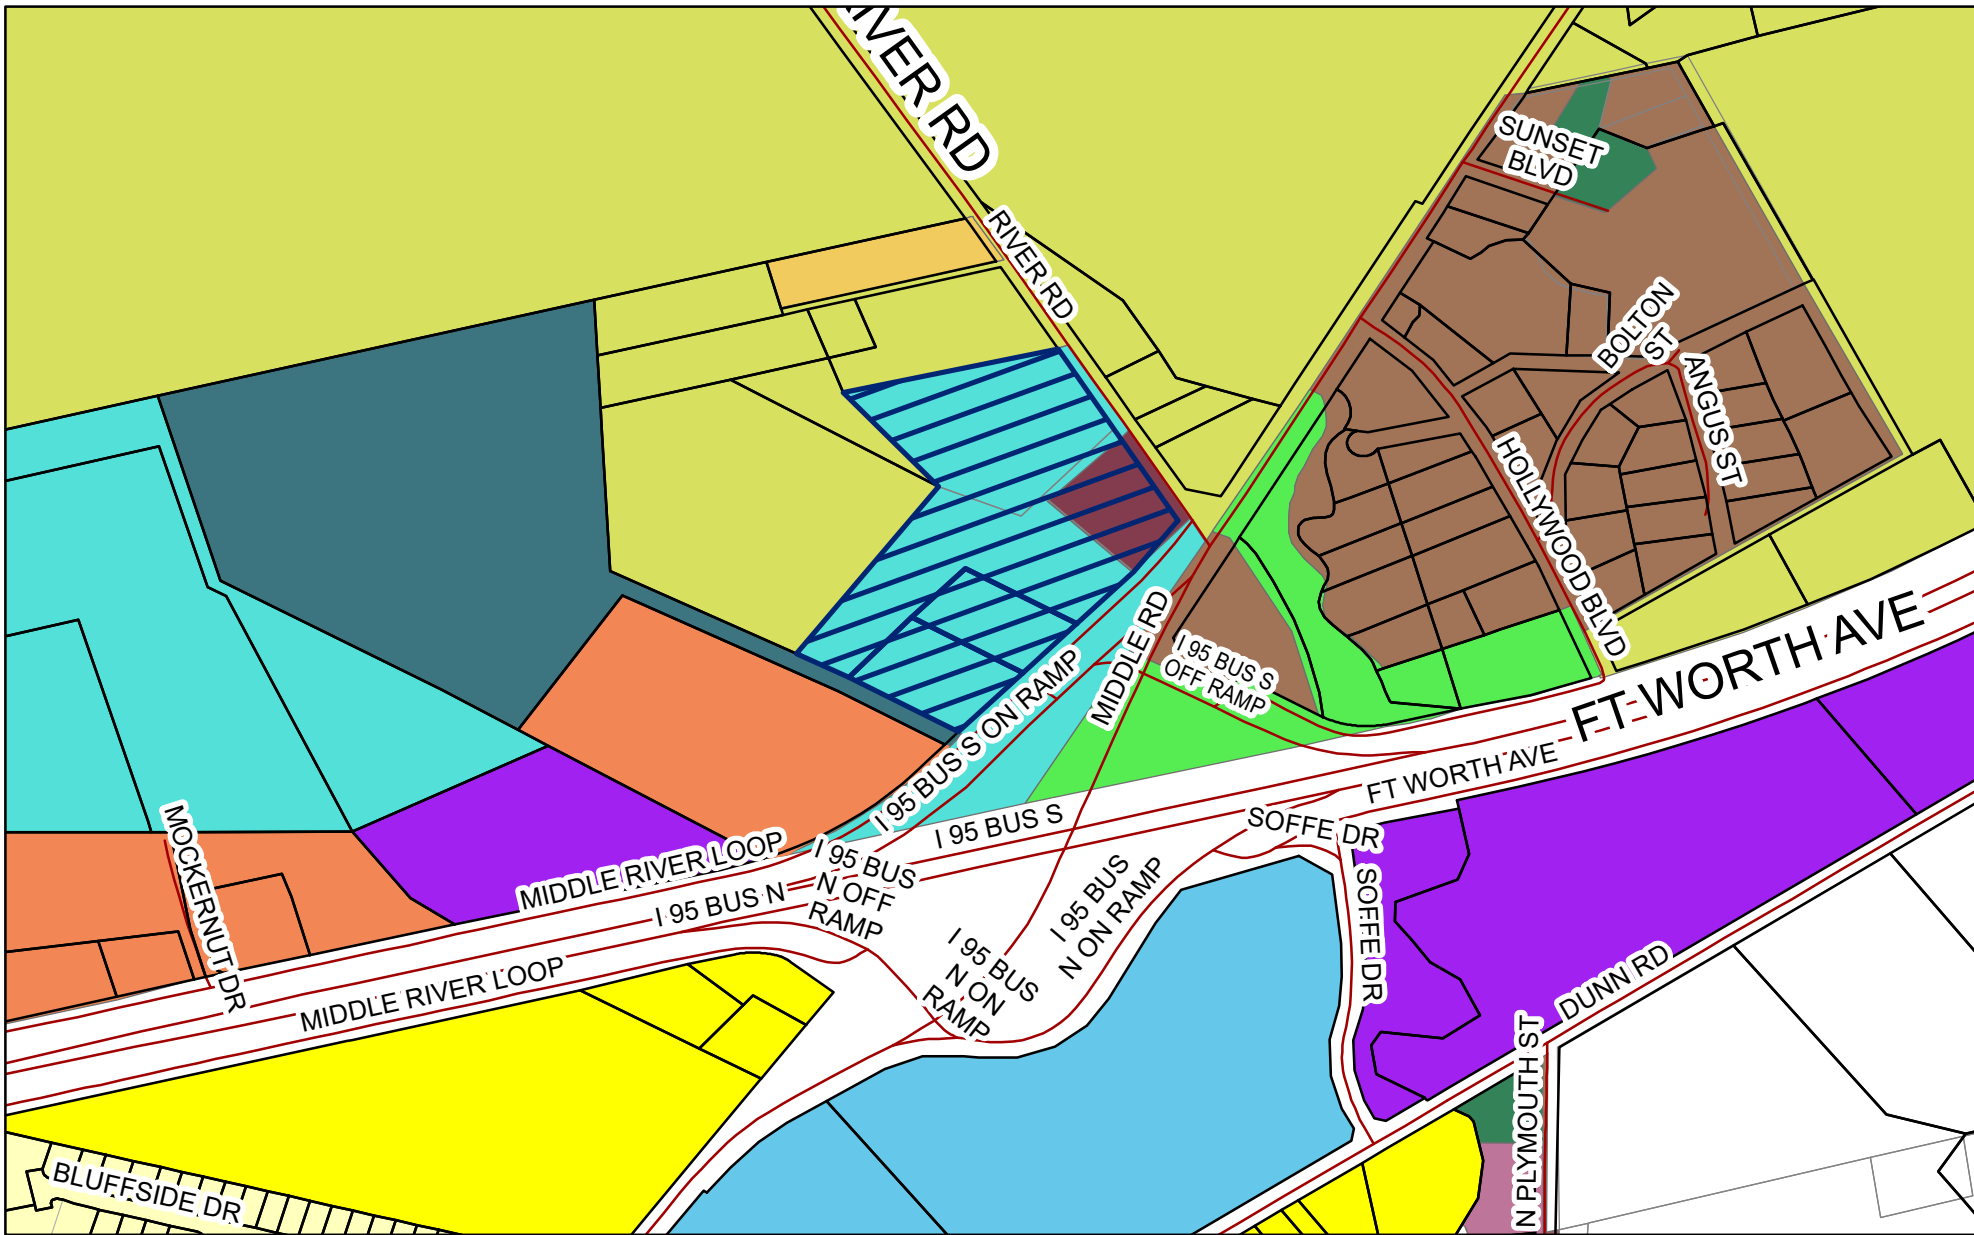 IVER RD
RIVER RD
SUNSET
BLVD
BOLTON
ST
ANGUS ST
HOLLYWOOD BLVD
MIDDLE RD
I 95 BUS S
OFF RAMP
FT WORTH AVE
I 95 BUS S ON RAMP
FT WORTH AVE
I 95 BUS S
SOFFE DR
MOCKERNUT DR
MIDDLE RIVER LOOP
I 95 BUS
N OFF
RAMP
I 95 BUS N
I 95 BUS
N ON RAMP
SOFFE DR
I 95 BUS
N ON
RAMP
MIDDLE RIVER LOOP
DUNN RD
N PLYMOUTH ST
BLUFFSIDE DR